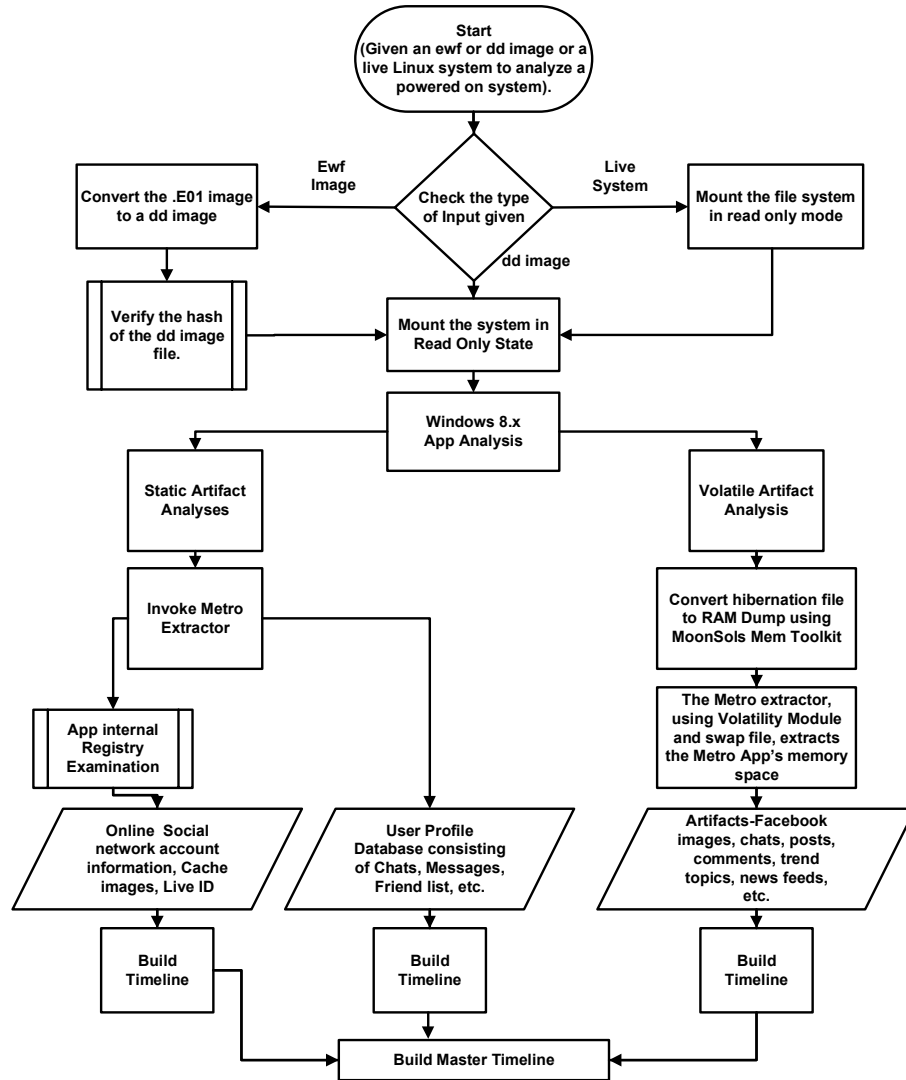 Start
(Given an ewf or dd image or a
live Linux system to analyze a
powered on system).
Ewf
Image
Live
System
Convert the .E01 image
to a dd image
Check the type
of Input given
Mount the file system
in read only mode
dd image
Verify the hash
of the dd image
file.
Mount the system in
Read Only State
Windows 8.x
App Analysis
Static Artifact
Analyses
Volatile Artifact
Analysis
Invoke Metro
Extractor
Convert hibernation file
to RAM Dump using
MoonSols Mem Toolkit
App internal
Registry
Examination
The Metro extractor,
using Volatility Module
and swap file, extracts
the Metro App's memory
space
Online Social
network account
information, Cache
images, Live ID
User Profile
Database consisting
of Chats, Messages,
Friend list, etc.
Artifacts-Facebook
images, chats, posts,
comments, trend
topics, news feeds,
etc.
Build
Timeline
Build
Timeline
Build
Timeline
Build Master Timeline